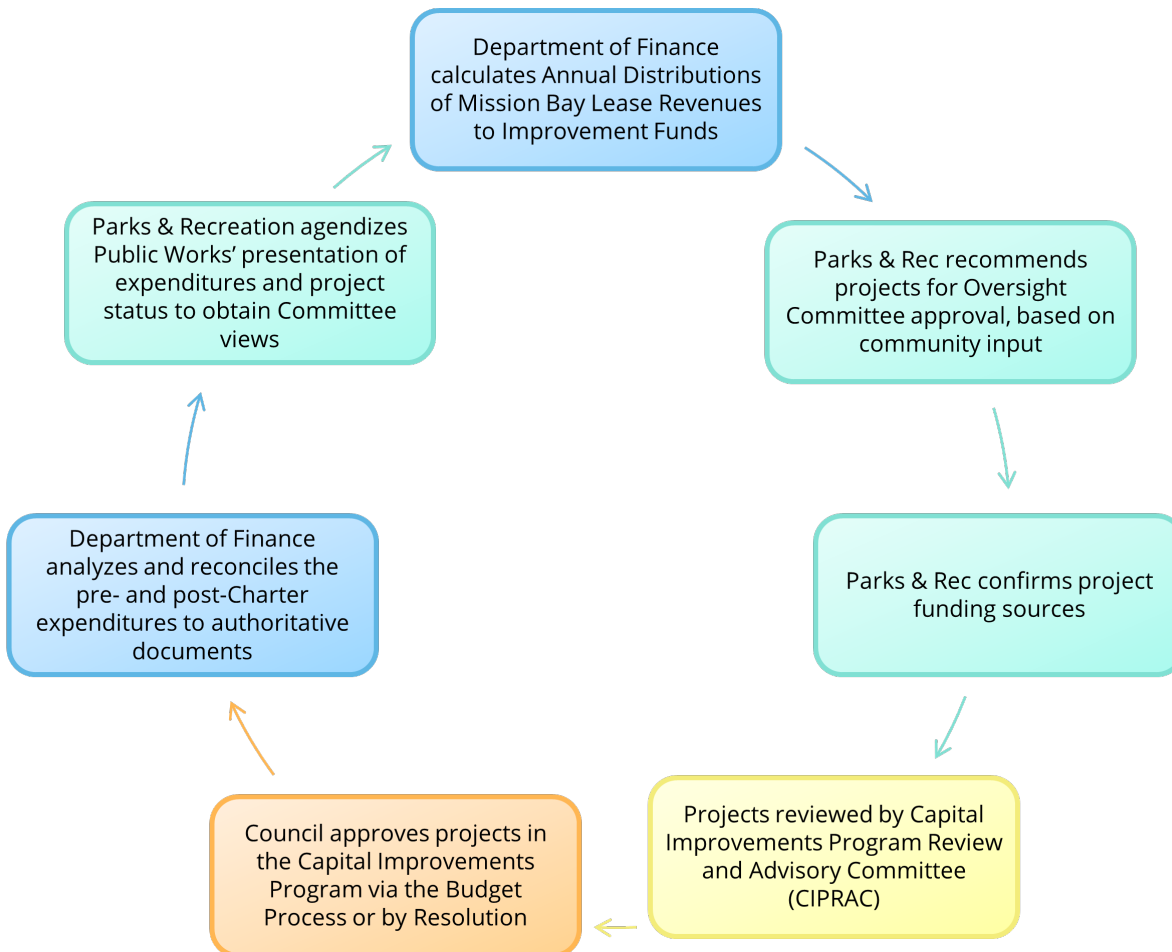 Department of Finance
calculates Annual Distributions
of Mission Bay Lease Revenues
to Improvement Funds
Parks & Rec recommends
projects for Oversight
Committee approval, based on
community input
Parks & Rec confirms project
funding sources
Projects reviewed by Capital
Improvements Program Review
and Advisory Committee
(CIPRAC)
Council approves projects in
the Capital Improvements
Program via the Budget
Process or by Resolution
Department of Finance
analyzes and reconciles the
pre- and post-Charter
expenditures to authoritative
documents
Parks & Recreation agendizes
Public Works’ presentation of
expenditures and project
status to obtain Committee
views